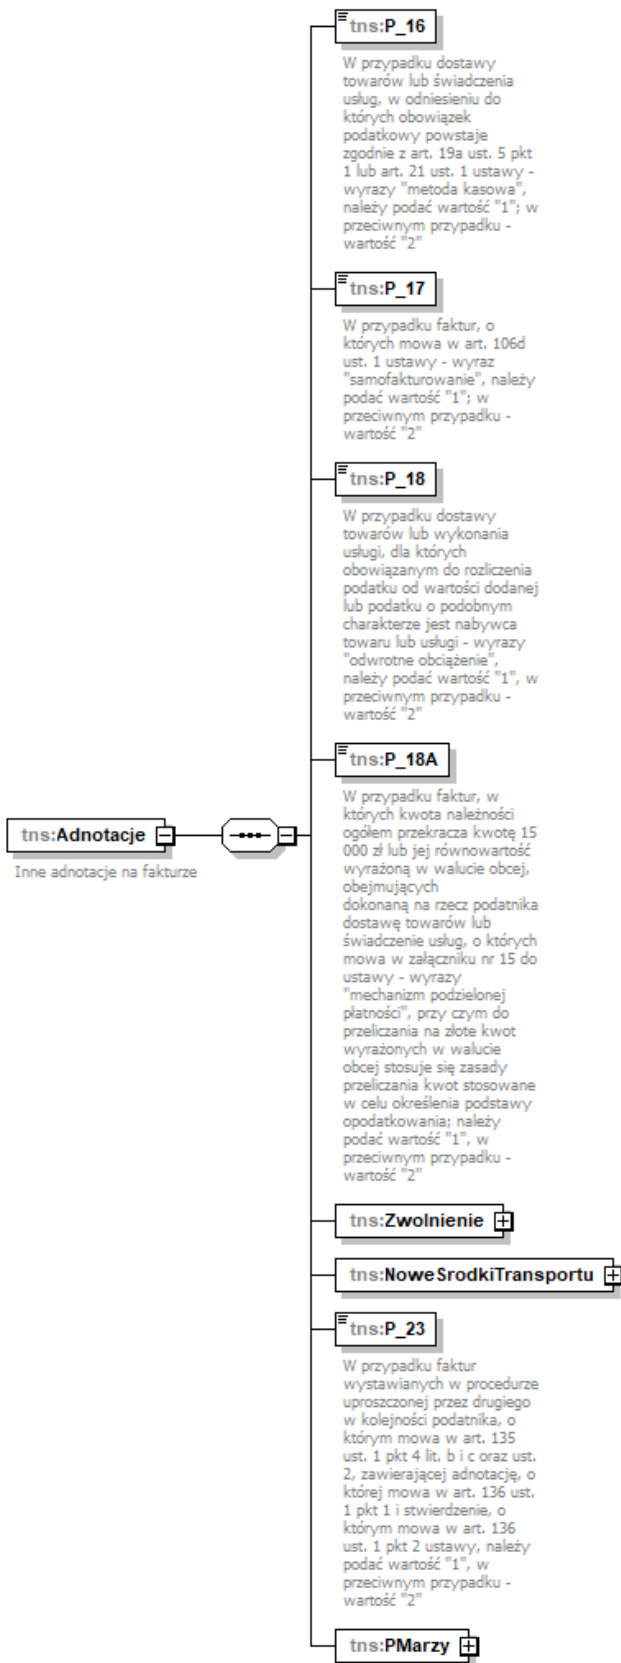 tns:P_16
W przypadku dostawy
towarów lub świadczenia
usług, w odniesieniu do
których obowiązek
podatkowy powstaje
zgodnie z art. 19a ust. 5 pkt
1 lub art. 21 ust. 1 ustawy -
wyrazy "metoda kasowa",
należy podać wartość "1"; w
przeciwnym przypadku -
wartość "2"
tns:P_17
W przypadku faktur, o
których mowa w art. 106d
ust. 1 ustawy - wyraz
"samofakturowanie", należy
podać wartość "1"; w
przeciwnym przypadku -
wartość "2"
tns:P_18
W przypadku dostawy
towarów lub wykonania
usługi, dla których
obowiązanym do rozliczenia
podatku od wartości dodanej
lub podatku o podobnym
charakterze jest nabywca
towaru lub usługi - wyrazy
"odwrotne obciążenie",
należy podać wartość "1", w
przeciwnym przypadku -
wartość "2"
tns:P_18A
W przypadku faktur, w
których kwota należności
ogółem przekracza kwotę 15
000 zł lub jej równowartość
wyrażoną w walucie obcej,
obejmujących
dokonaną na rzecz podatnika
dostawę towarów lub
świadczenie usług, o których
mowa w załączniku nr 15 do
ustawy - wyrazy
"mechanizm podzielonej
płatności", przy czym do
przeliczania na złote kwot
wyrażonych w walucie
obcej stosuje się zasady
przeliczania kwot stosowane
w celu określenia podstawy
opodatkowania; należy
podać wartość "1", w
przeciwnym przypadku -
wartość "2"
tns:Adnotacje
Inne adnotacje na fakturze
tns:Zwolnienie
tns:NoweSrodkiTransportu
tns:P_23
W przypadku faktur
wystawianych w procedurze
uproszczonej przez drugiego
w kolejności podatnika, o
którym mowa w art. 135
ust. 1 pkt 4 lit. b i c oraz ust.
2, zawierającej adnotację, o
której mowa w art. 136 ust.
1 pkt 1 i stwierdzenie, o
którym mowa w art. 136
ust. 1 pkt 2 ustawy, należy
podać wartość "1", w
przeciwnym przypadku -
wartość "2"
tns:PMarzy